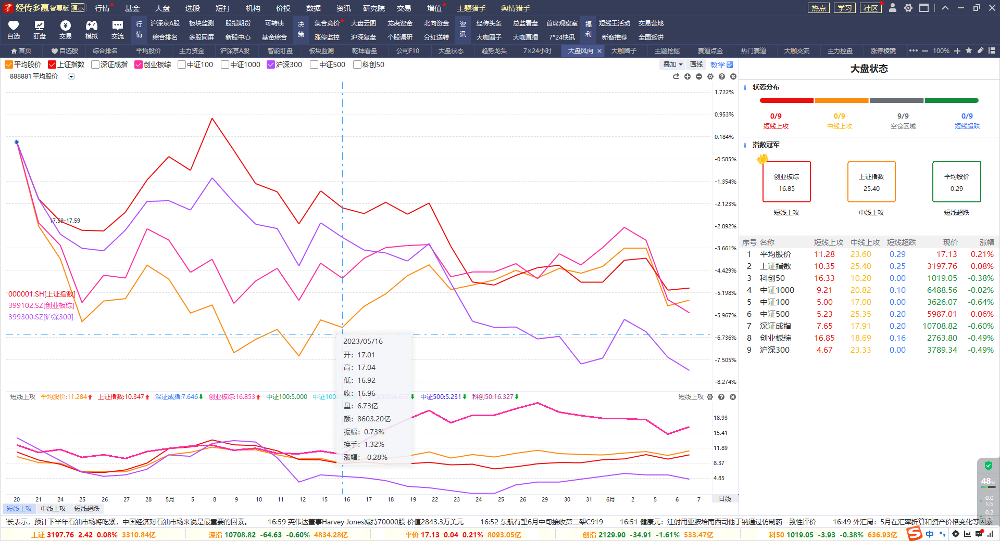 经传多赢 智尊版 演示 行情 基金 大盘 选股 短打 机构 价投 数据 资讯 研究院 交易 增值 主题猎手 舆情猎手 热点 学习 社区
行情 沪深京A股 板块监测 股指期货 可转债 决策 集合竞价 大盘云图 龙虎资金 北向资金 资讯 经传头条 总监看盘 首席观察室 福利 短线王活动 交易营地
自选 盯盘 交易 模拟 交流 综合排名 多股同屏 新股中心 基金综合 涨停监控 沪深复盘 个股调研 分红送转 大咖圈子 大咖直播 7*24快讯 新客推荐 全国巡讲
首页 自选股 综合排名 平均股价 主力资金 沪深京A股 智能盯盘 板块监测 乾坤看盘 公司F10 大盘状态 趋势龙头 7×24小时 大盘风向 大咖圈子 主题挖掘 赛道点金 热门赛道 大咖交流 主力控盘 涨停棱镜 100%
平均股价 上证指数 深证成指 创业板综 中证100 中证1000 沪深300 中证500 科创50 叠加 画线 教学
888881 平均股价
1.722%
0.953%
0.184%
-0.585%
-1.354%
-2.123%
-2.892%
-3.661%
-4.429%
-5.198%
-5.967%
-6.736%
-7.505%
-8.274%
17.59-17.59
000001.SH[上证指数]
399102.SZ[创业板综]
399300.SZ[沪深300]
2023/05/16
开：17.01
高：17.04
低：16.92
收：16.96
量：6.73亿
额：8603.20亿
振幅：0.73%
换手：1.32%
涨幅：-0.28%
短线上攻 平均股价:11.284 上证指数:10.347 深证成指:7.646 创业板综:16.853 中证100:5.000 中证1000 中证500:5.231 科创50:16.327 短线上攻
18.93
15.41
11.89
8.37
4.85
20 21 24 25 26 27 28 5月 5 8 9 10 11 12 15 16 17 18 19 22 23 24 25 26 29 30 31 6月 2 5 6 7 日线
短线上攻 中线上攻 短线超跌
大盘状态
状态分布
0/9 0/9 9/9 0/9
短线上攻 中线上攻 空仓区域 短线超跌
指数冠军
创业板综 上证指数 平均股价
16.85 25.40 0.29
短线上攻 中线上攻 短线超跌
序号 名称 短线上攻 中线上攻 短线超跌 现价 涨幅
1 平均股价 11.28 23.60 0.29 17.13 0.21%
2 上证指数 10.35 25.40 0.25 3197.76 0.08%
3 科创50 16.33 10.20 0.00 1019.05 -0.38%
4 中证1000 9.21 20.82 0.10 6488.56 -0.02%
5 中证100 5.00 17.00 0.00 3626.07 -0.64%
6 中证500 5.23 25.35 0.20 5987.01 0.06%
7 深证成指 7.65 17.91 0.20 10708.82 -0.60%
8 创业板综 16.85 18.69 0.16 2763.80 -0.49%
9 沪深300 4.67 23.33 0.00 3789.34 -0.49%
48%
0.0
K/s
0.2
长表示，预计下半年石油市场将吃紧，中国经济对石油市场来说是最重要的因素。 16:59 英伟达董事Harvey Jones减持70000股 价值2843.3万美元 16:52 东航有望6月中旬接收第二架C919 16:51 健康元：注射用亚胺培南西司他丁钠通过仿制药一致性评价 16:49 外汇局：5月在汇率折算和资产价格变化等因素
上证 3197.76 2.42 0.08% 3310.84亿 深指 10708.82 -64.63 -0.60% 4834.28亿 平价 17.13 0.04 0.21% 8093.05亿 创指 2129.90 -34.91 -1.61% 533.47亿 科50 1019.05 -3.93 -0.38% 636.93亿 中